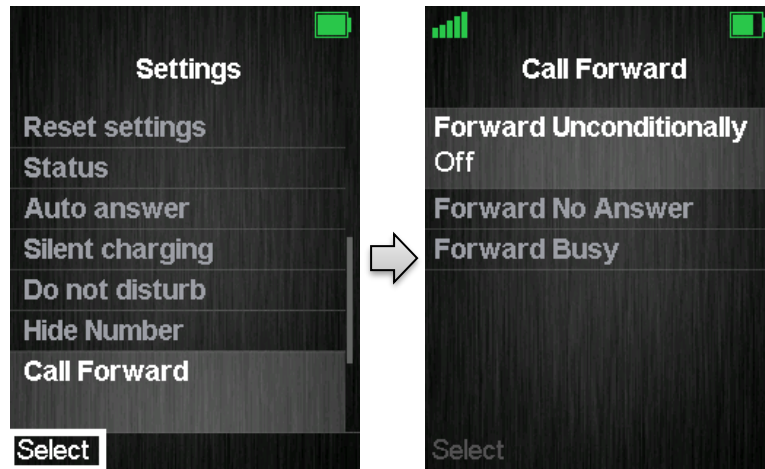 Settings
Reset settings
Status
Auto answer
Silent charging
Do not disturb
Hide Number
Call Forward
Select
Call Forward
Forward Unconditionally
Off
Forward No Answer
Forward Busy
Select